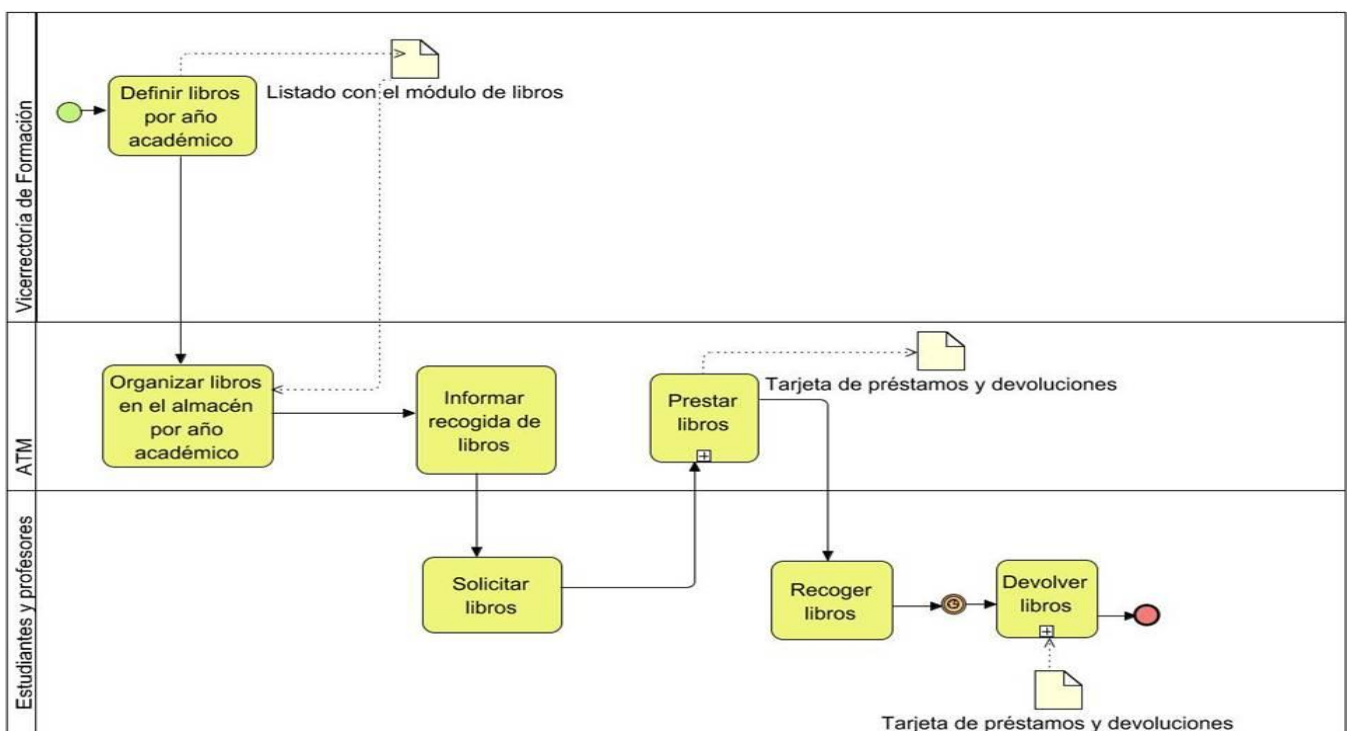 Vicerrectoría de Formación
Definir libros
por año
académico
Listado con el módulo de libros
ATM
Organizar libros
en el almacén
por año
académico
Informar
recogida de
libros
Prestar
libros
Tarjeta de préstamos y devoluciones
Estudiantes y profesores
Solicitar
libros
Recoger
libros
Devolver
libros
Tarjeta de préstamos y devoluciones